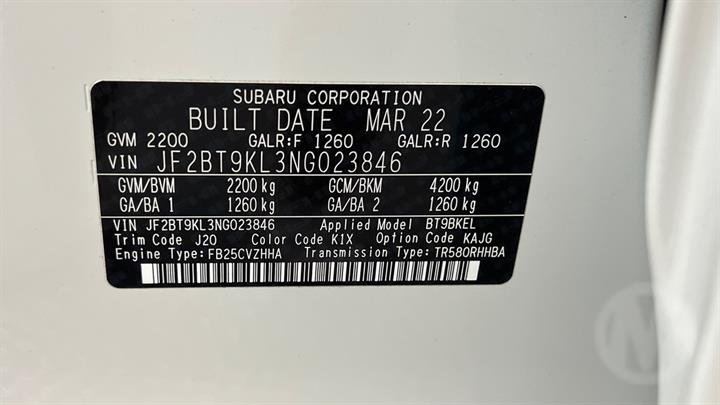 SUBARU CORPORATION
BUILT DATE MAR 22
GVM 2200 GALR:F 1260 GALR:R 1260
VIN JF2BT9KL3NG023846
GVM/BVM 2200 kg GCM/BKM 4200 kg
GA/BA 1 1260 kg GA/BA 2 1260 kg
VIN JF2BT9KL3NG023846 Applied Model BT9BKEL
Trim Code J20 Color Code K1X Option Code KAJG
Engine Type:FB25CVZHHA Transmission Type:TR580RHHBA
M